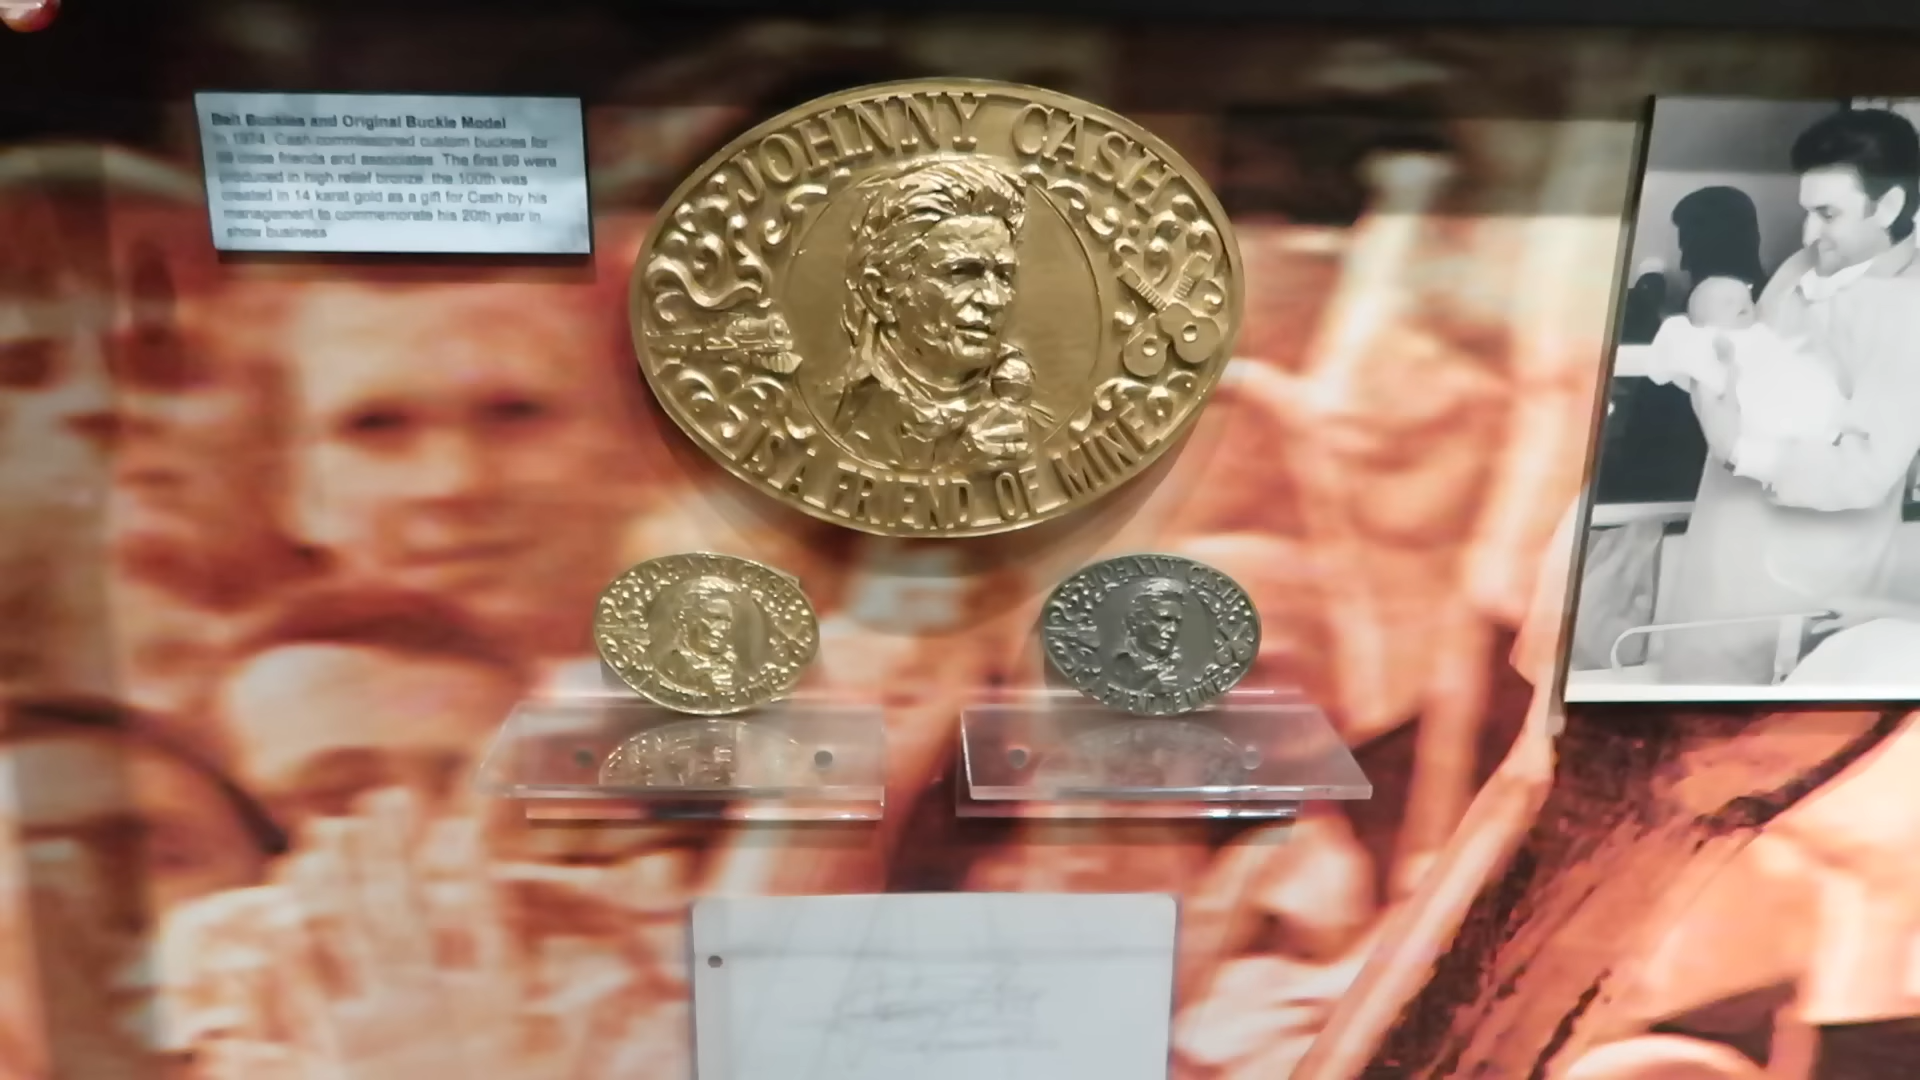 Belt Buckles and Original Buckle Model
In 1974, Cash commissioned custom buckles for
99 close friends and associates. The first 99 were
produced in high relief bronze, the 100th was
created in 14 karat gold as a gift for Cash by his
management to commemorate his 20th year in
show business
JOHNNY CASH
IS A FRIEND OF MINE
JOHNNY CASH
IS A FRIEND OF MINE
JOHNNY CASH
IS A FRIEND OF MINE